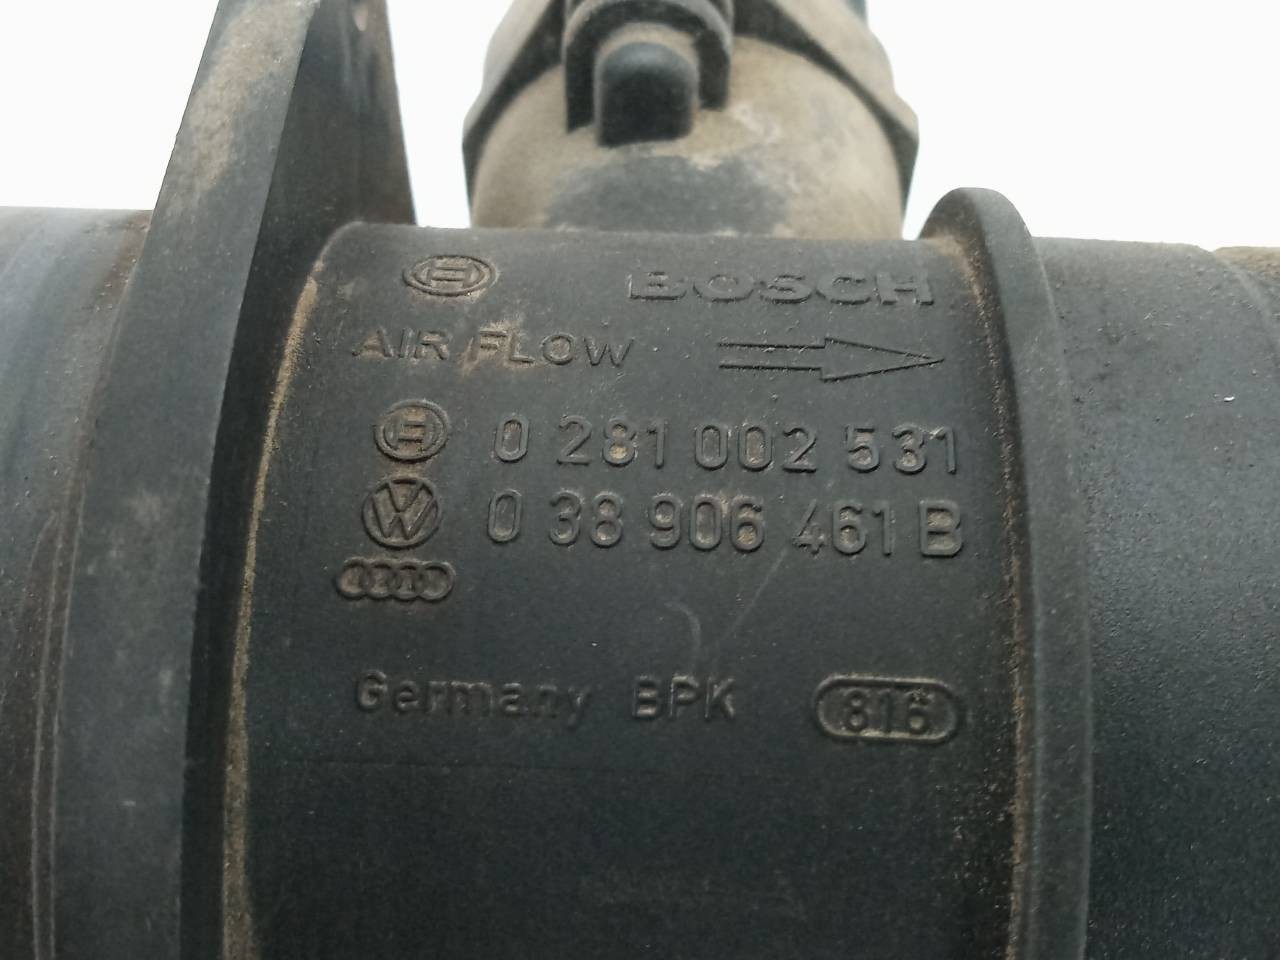 BOSCH
AIR FLOW
0 281 002 531
0 38 906 461 B
Germany BPK 816